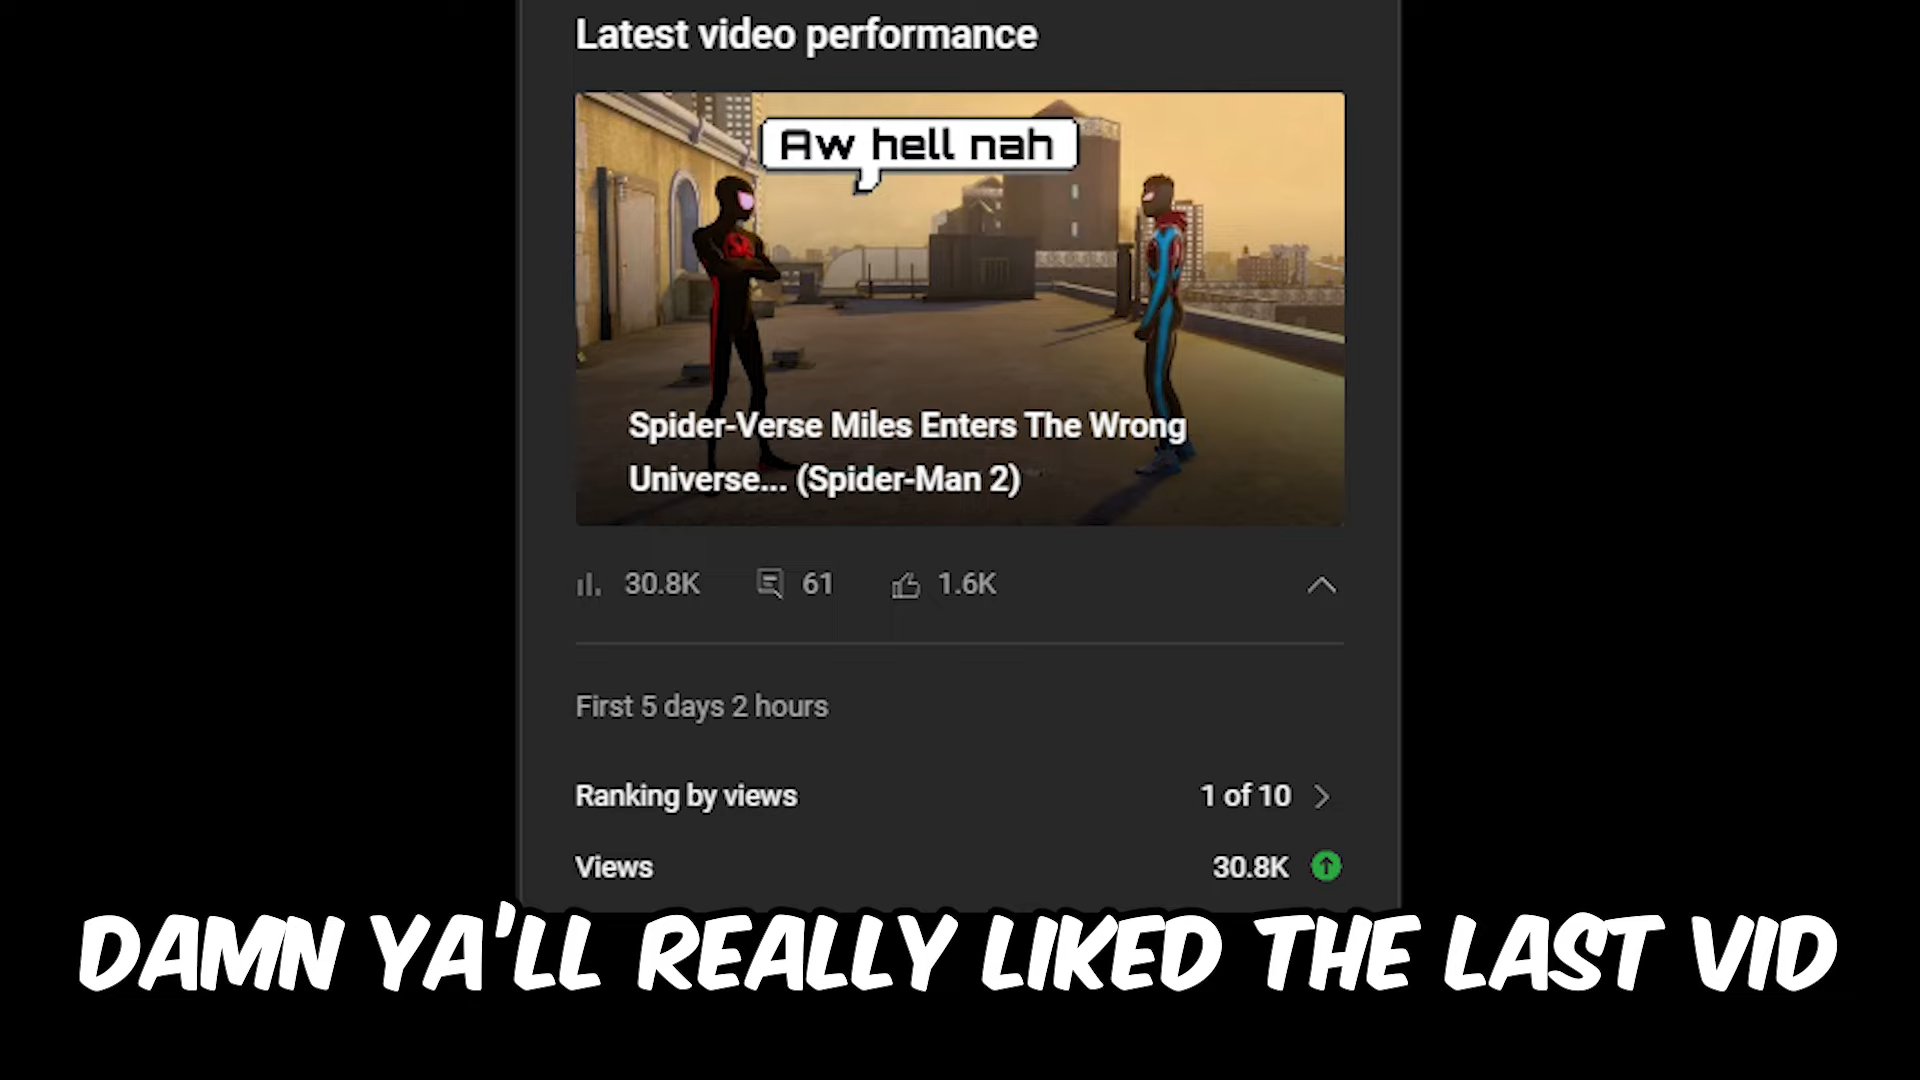 Latest video performance
Aw hell nah
Spider-Verse Miles Enters The Wrong
Universe... (Spider-Man 2)
30.8K 61 1.6K
First 5 days 2 hours
Ranking by views 1 of 10
Views 30.8K
DAMN YA'LL REALLY LIKED THE LAST VID